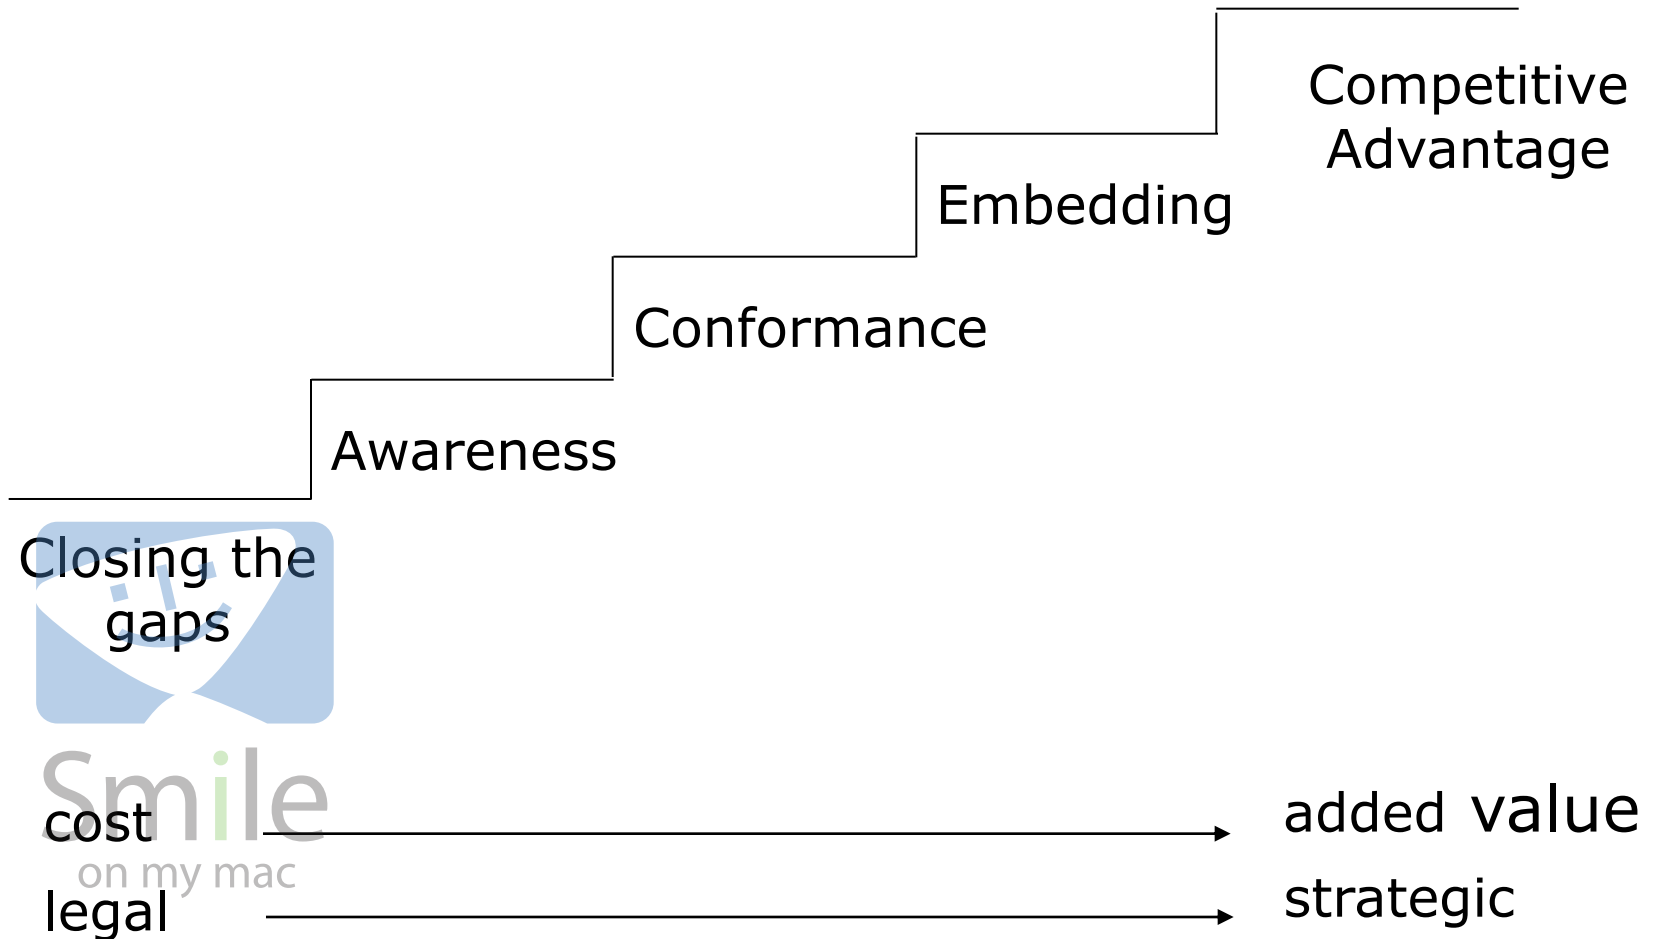 Competitive
Advantage
Embedding
Conformance
Awareness
Closing the
gaps
Smile
on my mac
cost
added value
legal
strategic